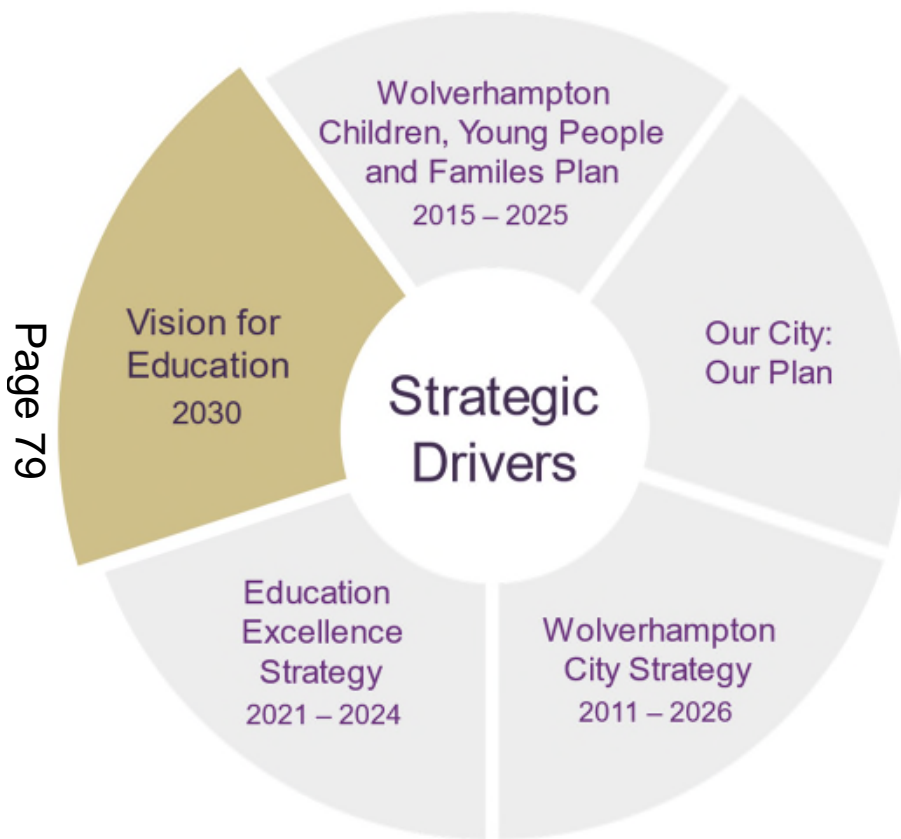 Wolverhampton
Children, Young People
and Familes Plan
2015 – 2025
Our City:
Our Plan
Wolverhampton
City Strategy
2011 – 2026
Education
Excellence
Strategy
2021 – 2024
Vision for
Education
2030
Strategic
Drivers
Page 79